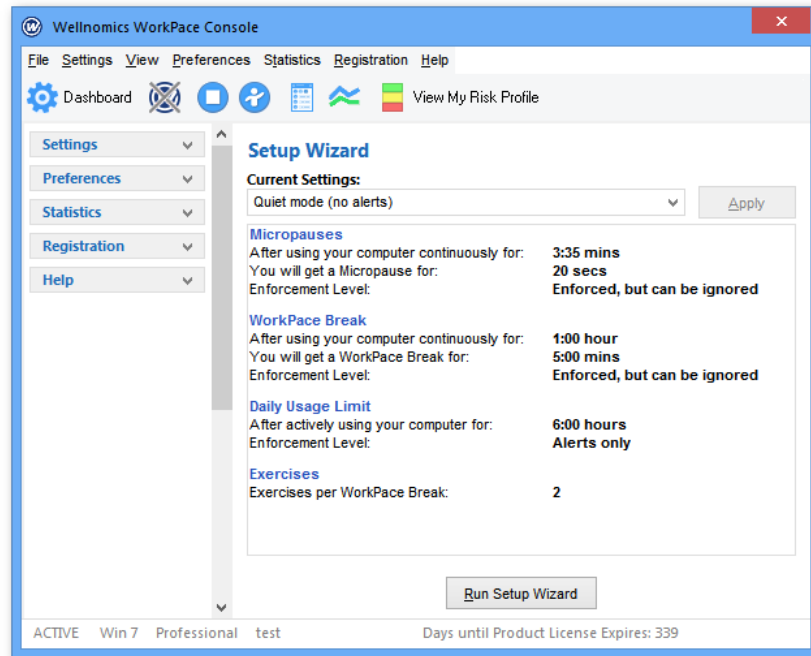 Wellnomics WorkPace Console
File Settings View Preferences Statistics Registration Help
Dashboard View My Risk Profile
Settings
Preferences
Statistics
Registration
Help
Setup Wizard
Current Settings:
Quiet mode (no alerts) Apply
Micropauses
After using your computer continuously for: 3:35 mins
You will get a Micropause for: 20 secs
Enforcement Level: Enforced, but can be ignored
WorkPace Break
After using your computer continuously for: 1:00 hour
You will get a WorkPace Break for: 5:00 mins
Enforcement Level: Enforced, but can be ignored
Daily Usage Limit
After actively using your computer for: 6:00 hours
Enforcement Level: Alerts only
Exercises
Exercises per WorkPace Break: 2
Run Setup Wizard
ACTIVE Win 7 Professional test Days until Product License Expires: 339